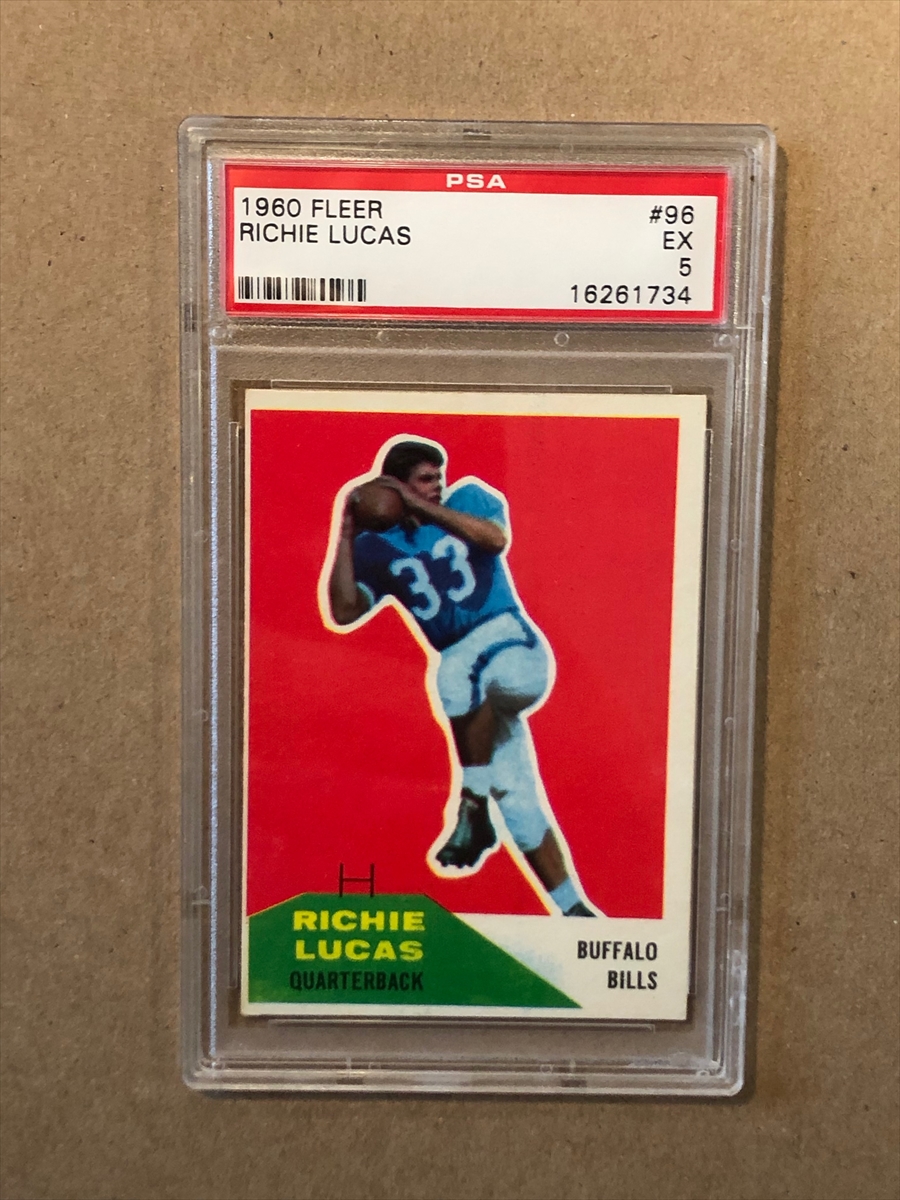 PSA
1960 FLEER #96
RICHIE LUCAS EX
5
16261734
33
RICHIE
LUCAS
QUARTERBACK
BUFFALO
BILLS